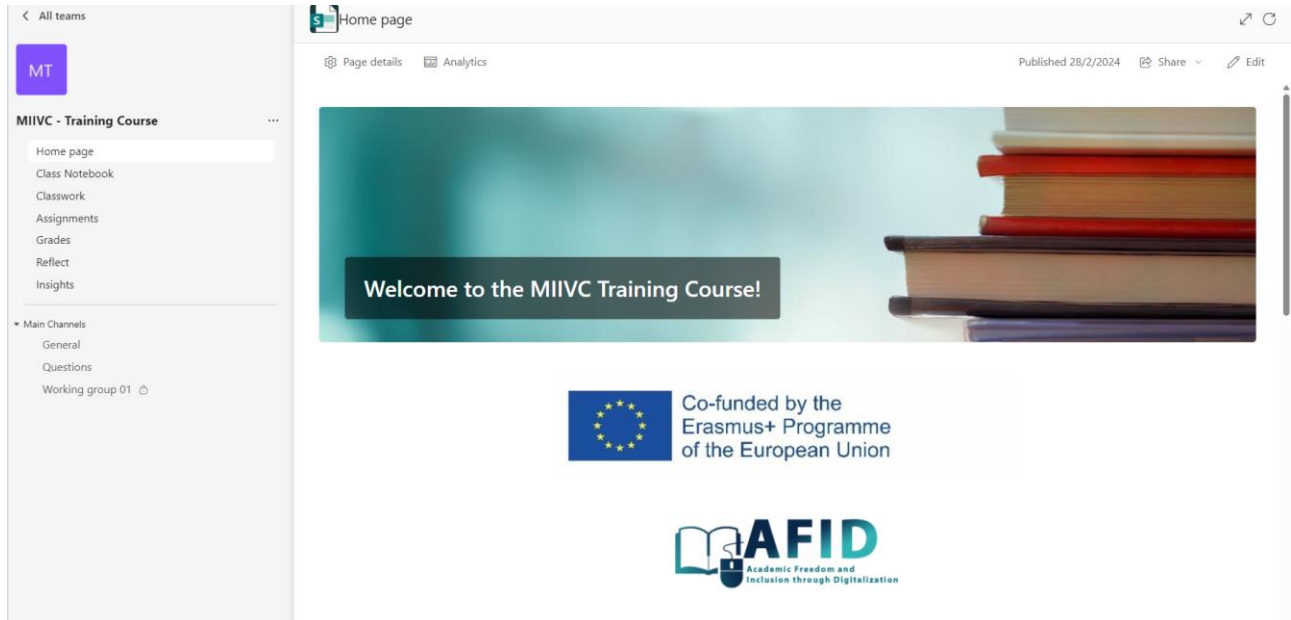 All teams
MT
MIIVC - Training Course
Home page
Class Notebook
Classwork
Assignments
Grades
Reflect
Insights
Main Channels
General
Questions
Working group 01
S
Home page
Page details
Analytics
Published 28/2/2024
Share
Edit
Welcome to the MIIVC Training Course!
Co-funded by the
Erasmus+ Programme
of the European Union
AFID
Academic Freedom and
Inclusion through Digitalization